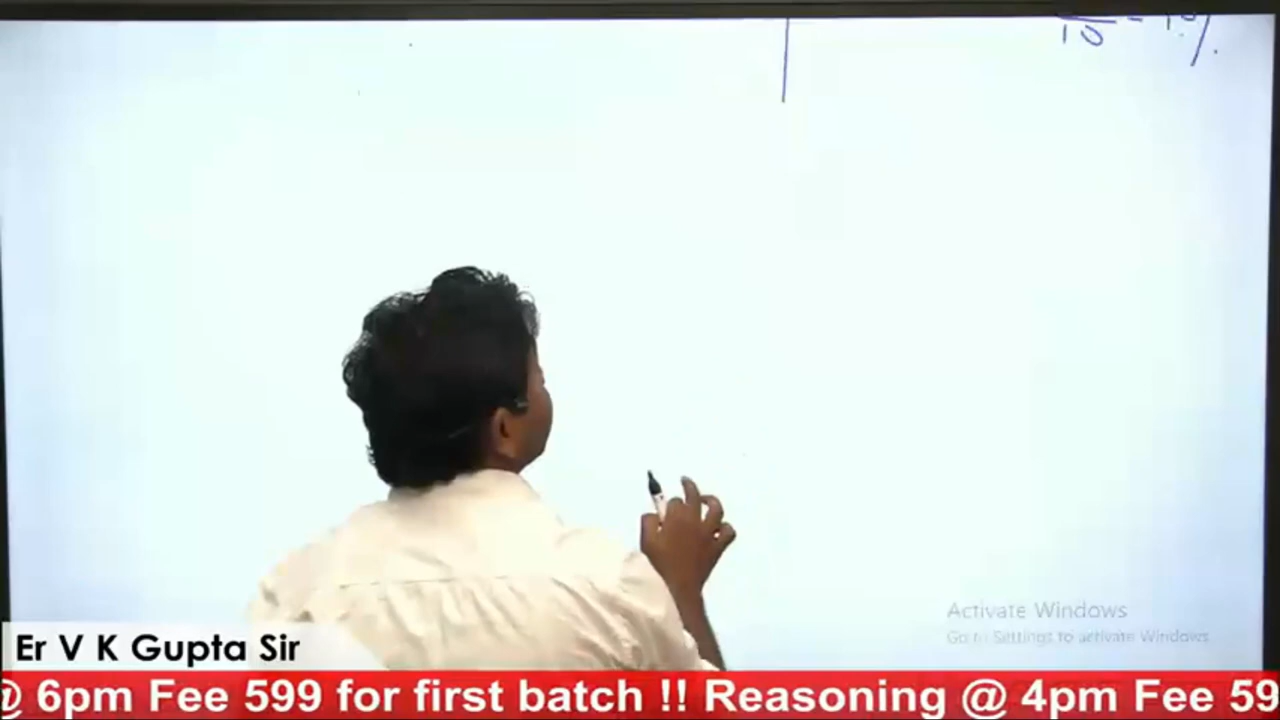 10
Activate Windows
Go to Settings to activate Windows
Er V K Gupta Sir
@ 6pm Fee 599 for first batch !! Reasoning @ 4pm Fee 59